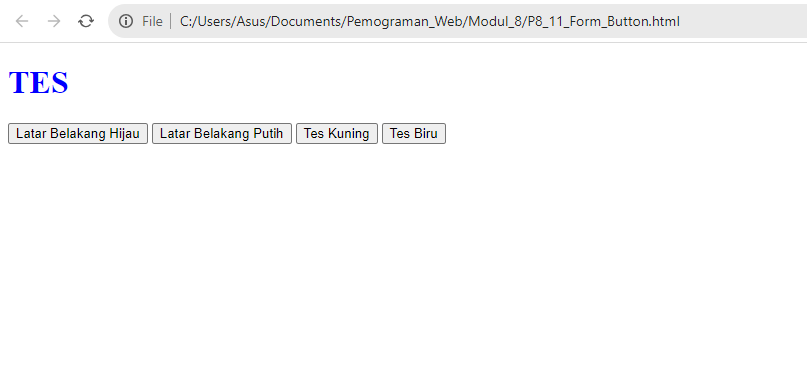 File C:/Users/Asus/Documents/Pemograman_Web/Modul_8/P8_11_Form_Button.html
TES
Latar Belakang Hijau Latar Belakang Putih Tes Kuning Tes Biru